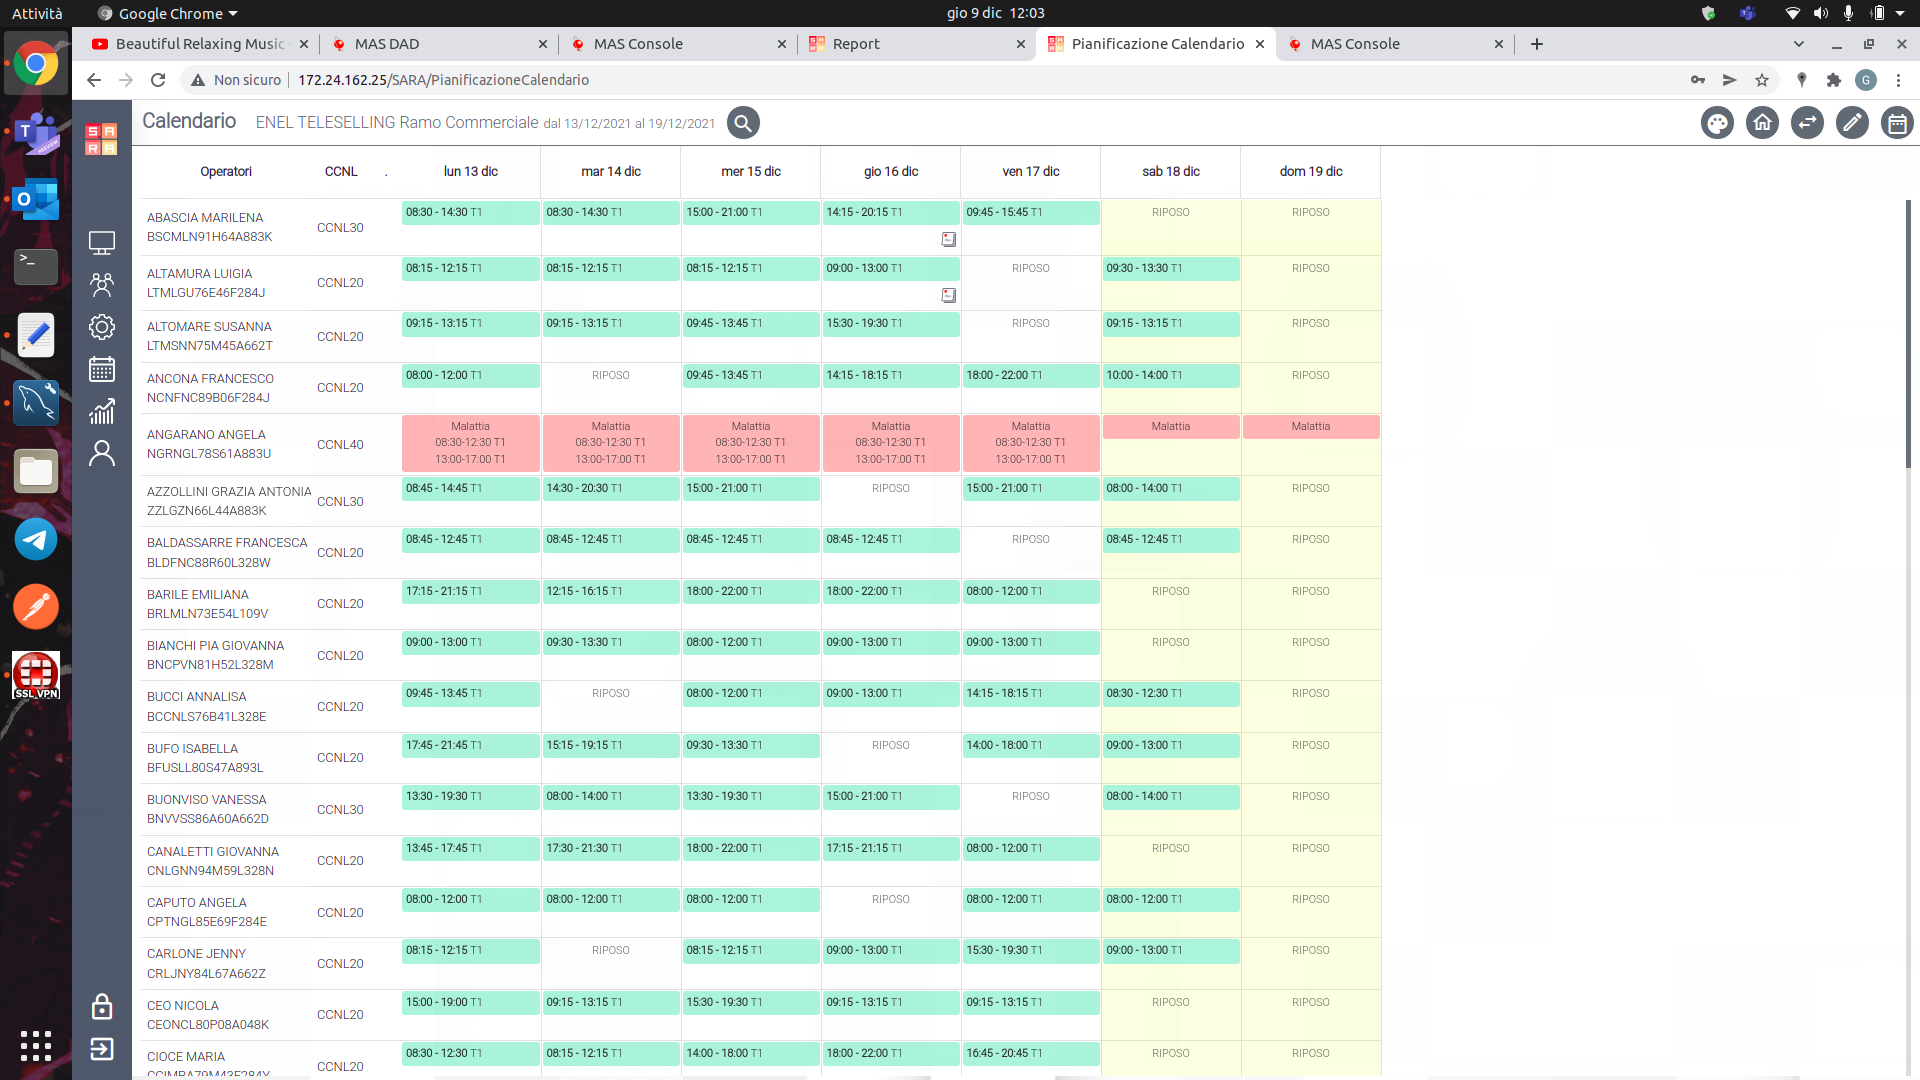 Attività Google Chrome gio 9 dic 12:03
Beautiful Relaxing Music MAS DAD MAS Console Report Pianificazione Calendario MAS Console
Non sicuro 172.24.162.25/SARA/PianificazioneCalendario
SA
RA
Calendario ENEL TELESELLING Ramo Commerciale dal 13/12/2021 al 19/12/2021
Operatori CCNL . lun 13 dic mar 14 dic mer 15 dic gio 16 dic ven 17 dic sab 18 dic dom 19 dic
ABASCIA MARILENA
BSCMLN91H64A883K
CCNL30 08:30 - 14:30 T1 08:30 - 14:30 T1 15:00 - 21:00 T1 14:15 - 20:15 T1 09:45 - 15:45 T1 RIPOSO RIPOSO
ALTAMURA LUIGIA
LTMLGU76E46F284J
CCNL20 08:15 - 12:15 T1 08:15 - 12:15 T1 08:15 - 12:15 T1 09:00 - 13:00 T1 RIPOSO 09:30 - 13:30 T1 RIPOSO
ALTOMARE SUSANNA
LTMSNN75M45A662T
CCNL20 09:15 - 13:15 T1 09:15 - 13:15 T1 09:45 - 13:45 T1 15:30 - 19:30 T1 RIPOSO 09:15 - 13:15 T1 RIPOSO
ANCONA FRANCESCO
NCNFNC89B06F284J
CCNL20 08:00 - 12:00 T1 RIPOSO 09:45 - 13:45 T1 14:15 - 18:15 T1 18:00 - 22:00 T1 10:00 - 14:00 T1 RIPOSO
ANGARANO ANGELA
NGRNGL78S61A883U
CCNL40 Malattia Malattia Malattia Malattia Malattia Malattia Malattia
08:30-12:30 T1 08:30-12:30 T1 08:30-12:30 T1 08:30-12:30 T1 08:30-12:30 T1
13:00-17:00 T1 13:00-17:00 T1 13:00-17:00 T1 13:00-17:00 T1 13:00-17:00 T1
AZZOLLINI GRAZIA ANTONIA
ZZLGZN66L44A883K
CCNL30 08:45 - 14:45 T1 14:30 - 20:30 T1 15:00 - 21:00 T1 RIPOSO 15:00 - 21:00 T1 08:00 - 14:00 T1 RIPOSO
BALDASSARRE FRANCESCA
BLDFNC88R60L328W
CCNL20 08:45 - 12:45 T1 08:45 - 12:45 T1 08:45 - 12:45 T1 08:45 - 12:45 T1 RIPOSO 08:45 - 12:45 T1 RIPOSO
BARILE EMILIANA
BRLMLN73E54L109V
CCNL20 17:15 - 21:15 T1 12:15 - 16:15 T1 18:00 - 22:00 T1 18:00 - 22:00 T1 08:00 - 12:00 T1 RIPOSO RIPOSO
BIANCHI PIA GIOVANNA
BNCPVN81H52L328M
CCNL20 09:00 - 13:00 T1 09:30 - 13:30 T1 08:00 - 12:00 T1 09:00 - 13:00 T1 09:00 - 13:00 T1 RIPOSO RIPOSO
BUCCI ANNALISA
BCCNLS76B41L328E
CCNL20 09:45 - 13:45 T1 RIPOSO 08:00 - 12:00 T1 09:00 - 13:00 T1 14:15 - 18:15 T1 08:30 - 12:30 T1 RIPOSO
BUFO ISABELLA
BFUSLL80S47A893L
CCNL20 17:45 - 21:45 T1 15:15 - 19:15 T1 09:30 - 13:30 T1 RIPOSO 14:00 - 18:00 T1 09:00 - 13:00 T1 RIPOSO
BUONVISO VANESSA
BNVVSS86A60A662D
CCNL30 13:30 - 19:30 T1 08:00 - 14:00 T1 13:30 - 19:30 T1 15:00 - 21:00 T1 RIPOSO 08:00 - 14:00 T1 RIPOSO
CANALETTI GIOVANNA
CNLGNN94M59L328N
CCNL20 13:45 - 17:45 T1 17:30 - 21:30 T1 18:00 - 22:00 T1 17:15 - 21:15 T1 08:00 - 12:00 T1 RIPOSO RIPOSO
CAPUTO ANGELA
CPTNGL85E69F284E
CCNL20 08:00 - 12:00 T1 08:00 - 12:00 T1 08:00 - 12:00 T1 RIPOSO 08:00 - 12:00 T1 08:00 - 12:00 T1 RIPOSO
CARLONE JENNY
CRLJNY84L67A662Z
CCNL20 08:15 - 12:15 T1 RIPOSO 08:15 - 12:15 T1 09:00 - 13:00 T1 15:30 - 19:30 T1 09:00 - 13:00 T1 RIPOSO
CEO NICOLA
CEONCL80P08A048K
CCNL20 15:00 - 19:00 T1 09:15 - 13:15 T1 15:30 - 19:30 T1 09:15 - 13:15 T1 09:15 - 13:15 T1 RIPOSO RIPOSO
CIOCE MARIA
CCNL20 08:30 - 12:30 T1 08:15 - 12:15 T1 14:00 - 18:00 T1 18:00 - 22:00 T1 16:45 - 20:45 T1 RIPOSO RIPOSO
SSL VPN